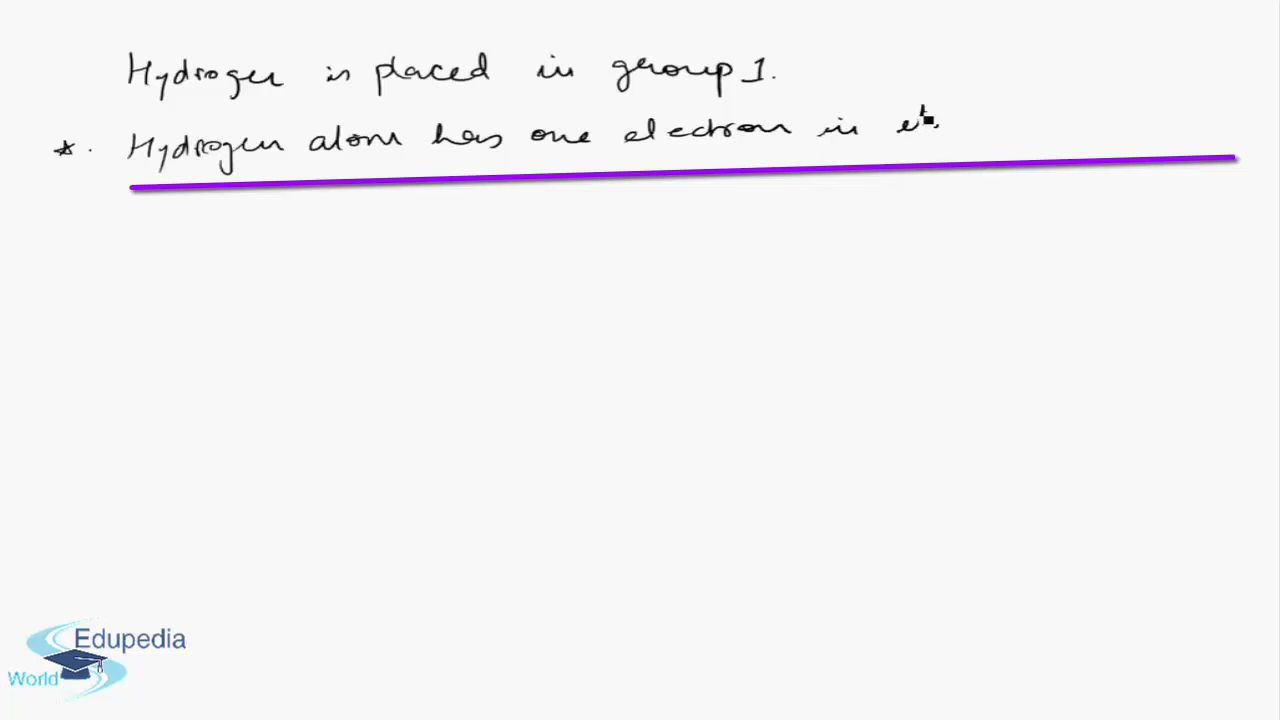 Hydrogen is placed in group 1.
*. Hydrogen atom has one electron in its
Edupedia
World